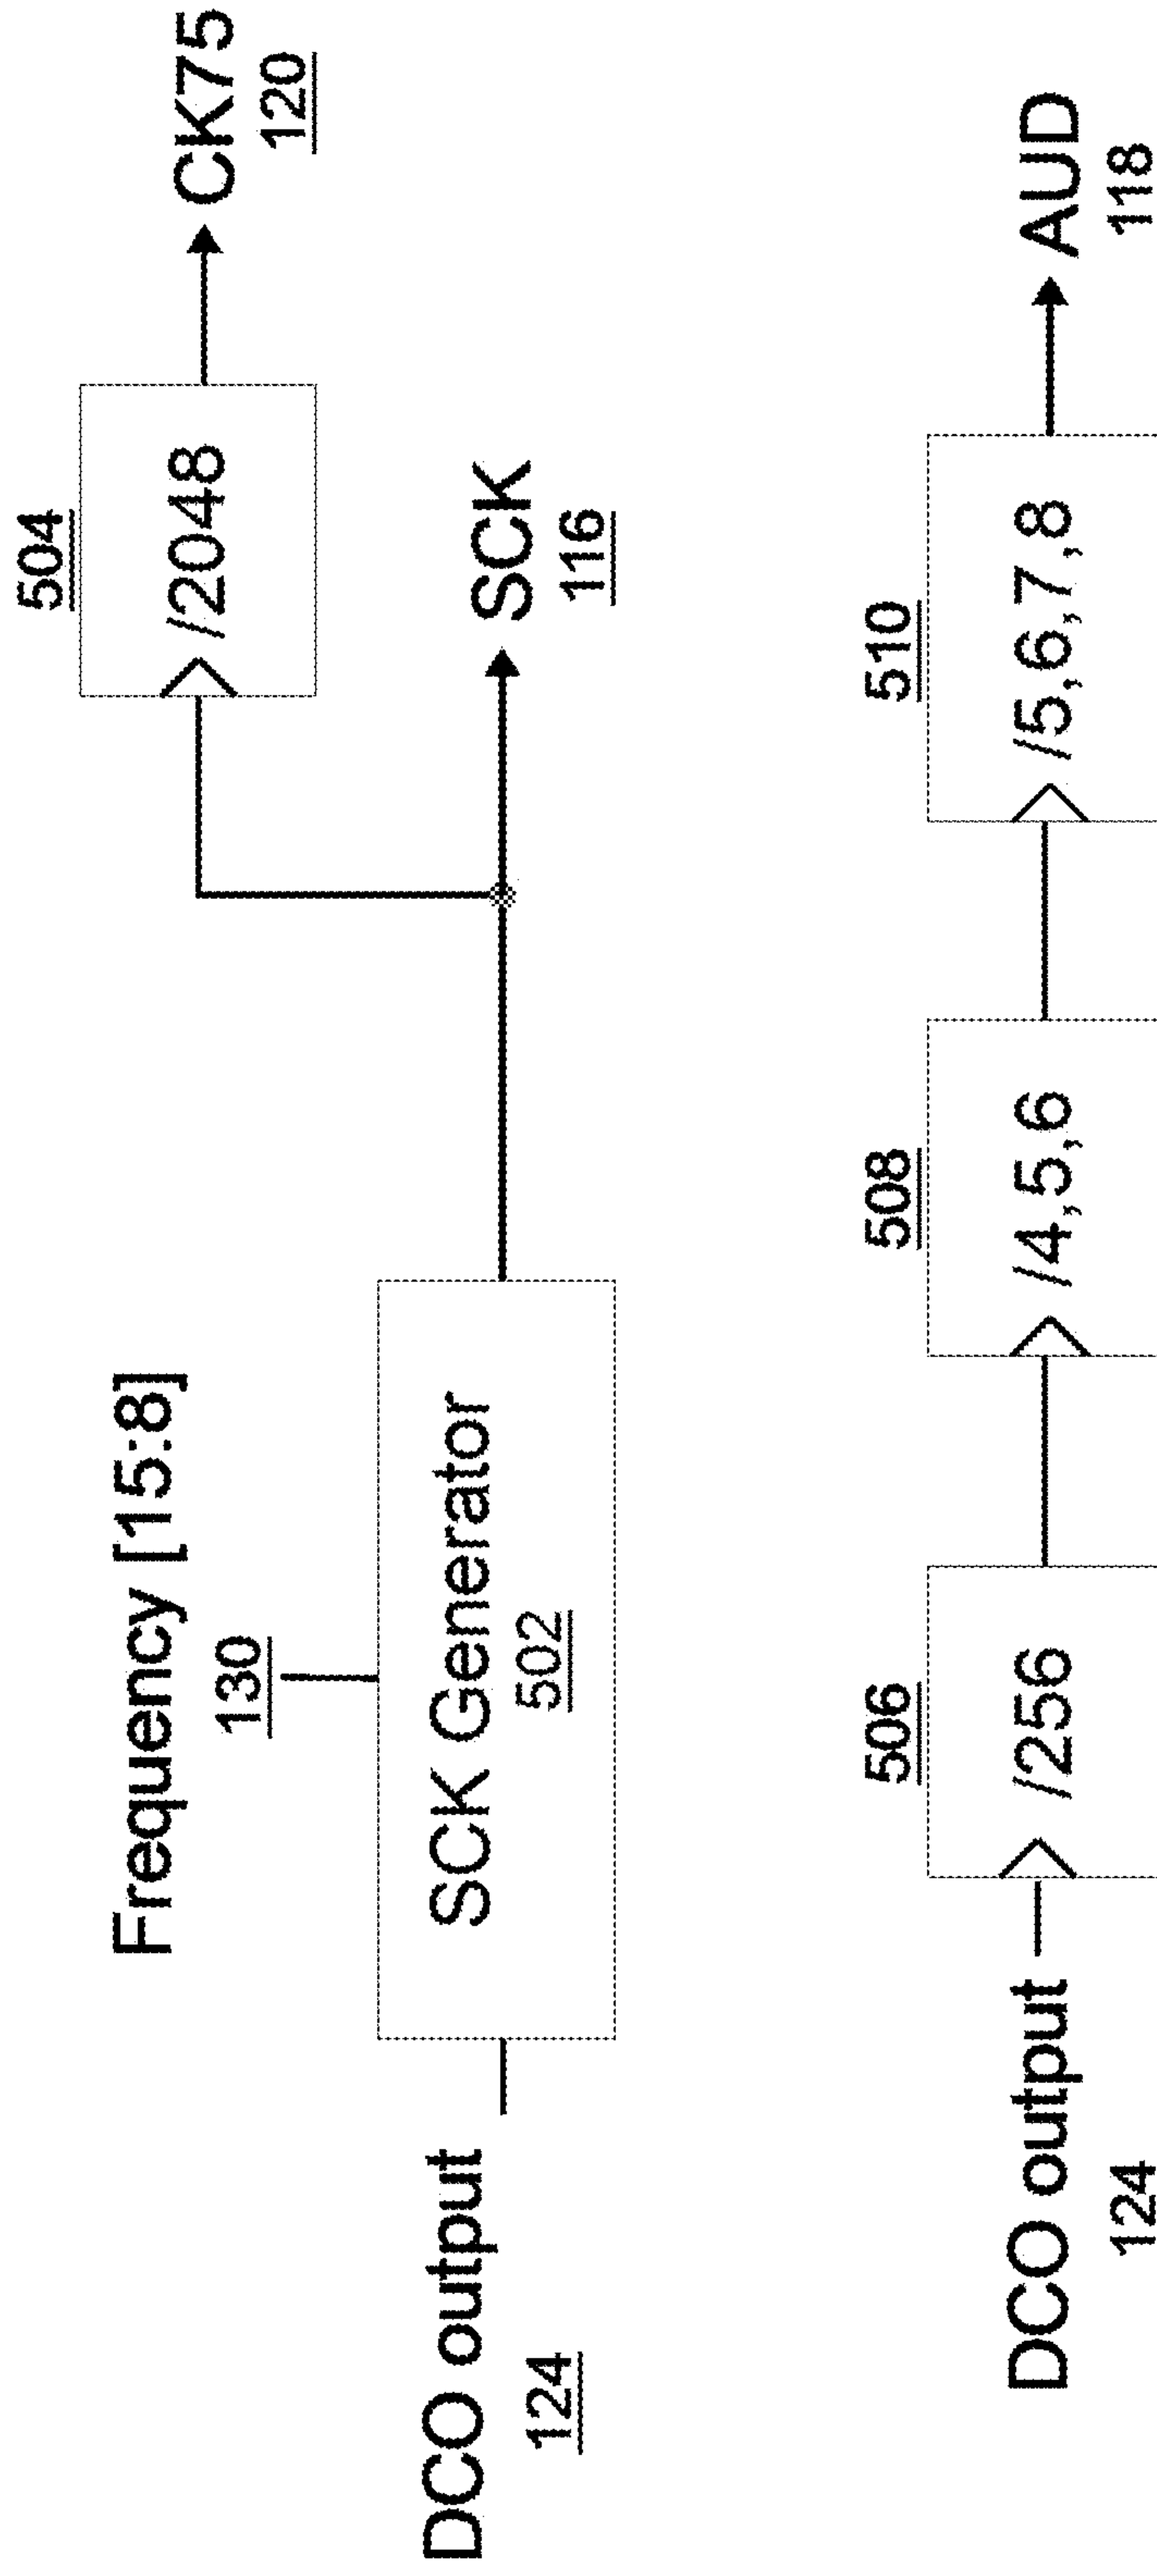 Frequency [15:8]
130
DCO output
124
SCK Generator
502
504
/2048
CK75
120
SCK
116
DCO output
124
506
/256
508
/4,5,6
510
/5,6,7,8
AUD
118